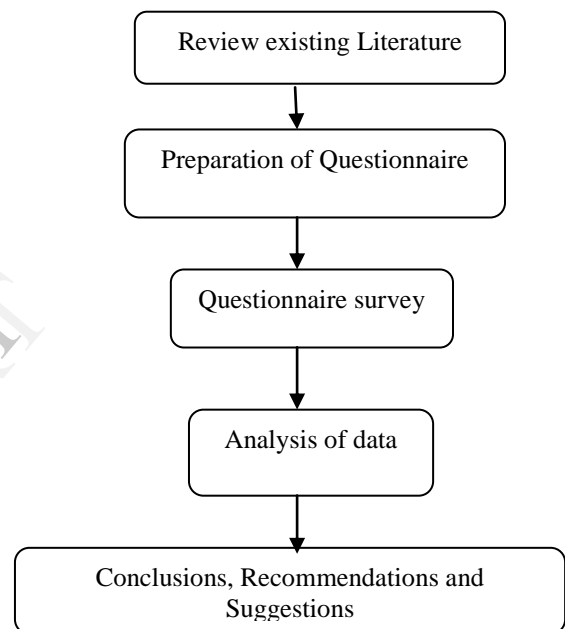 Review existing Literature
Preparation of Questionnaire
Questionnaire survey
Analysis of data
Conclusions, Recommendations and
Suggestions